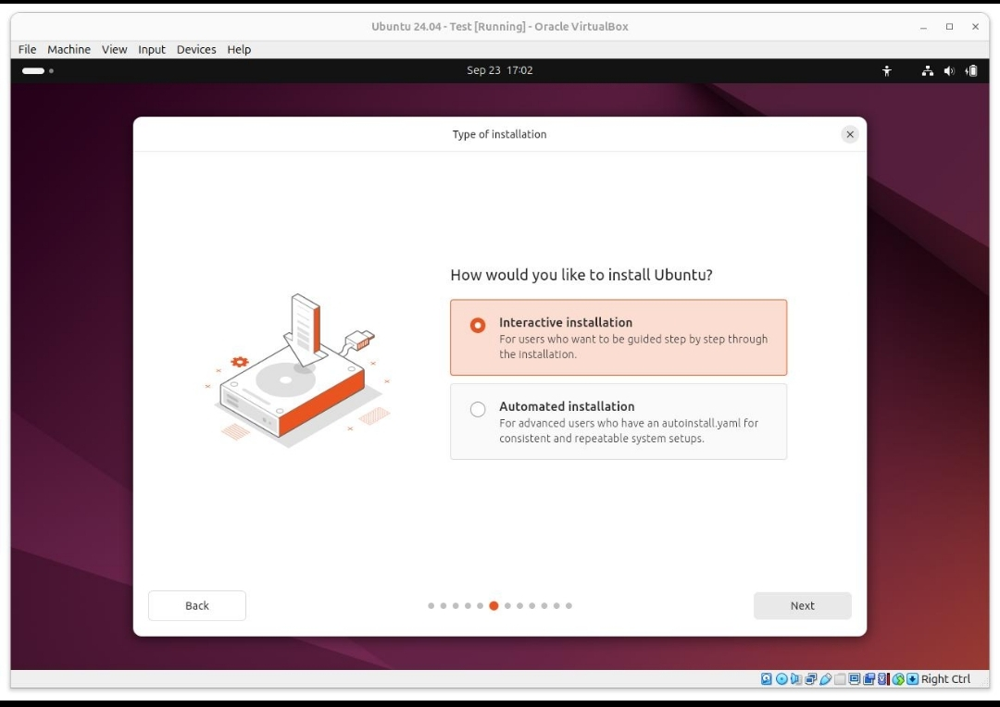 Ubuntu 24.04 - Test [Running] - Oracle VirtualBox
File Machine View Input Devices Help
Sep 23 17:02
Type of installation
How would you like to install Ubuntu?
Interactive installation
For users who want to be guided step by step through
the installation.
Automated installation
For advanced users who have an autoinstall.yaml for
consistent and repeatable system setups.
Back
Next
Right Ctrl